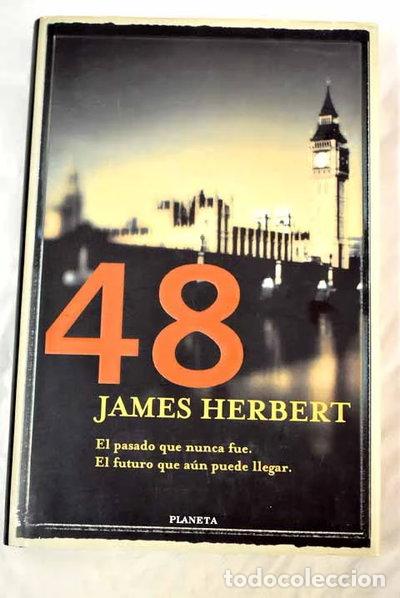 48
JAMES HERBERT
El pasado que nunca fue.
El futuro que aún puede llegar.
PLANETA
todocoleccion